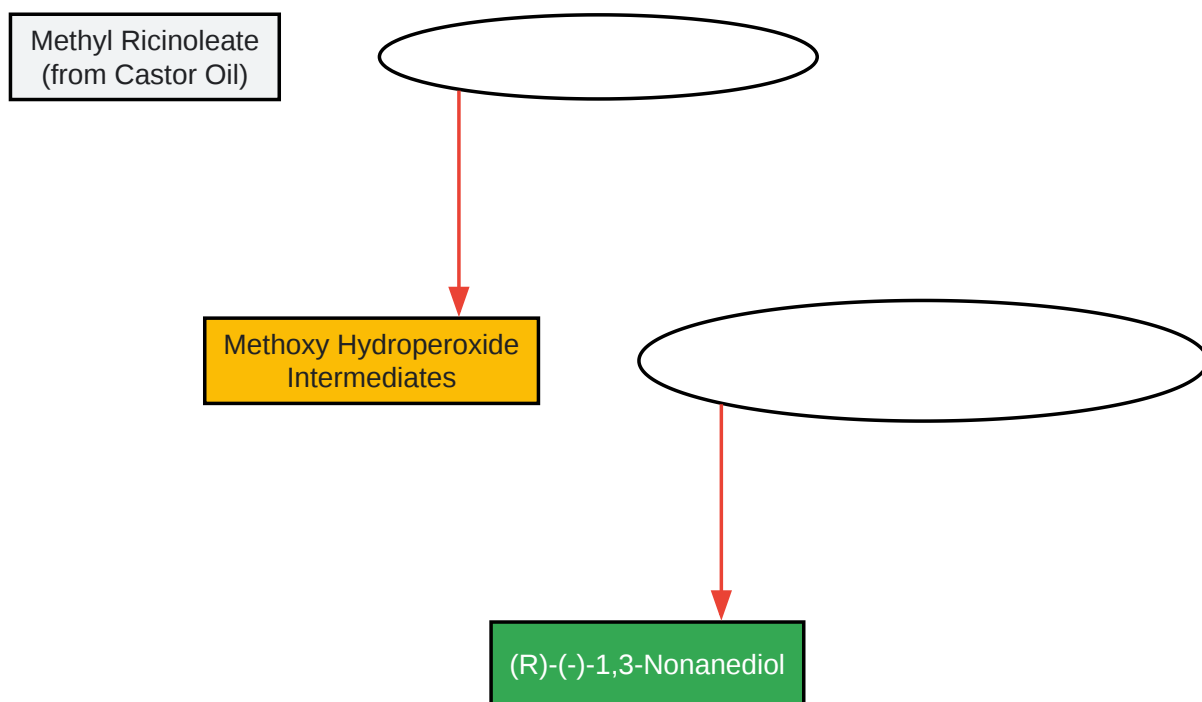 Methyl Ricinoleate
(from Castor Oil)
Methoxy Hydroperoxide
Intermediates
(R)-(-)-1,3-Nonanediol